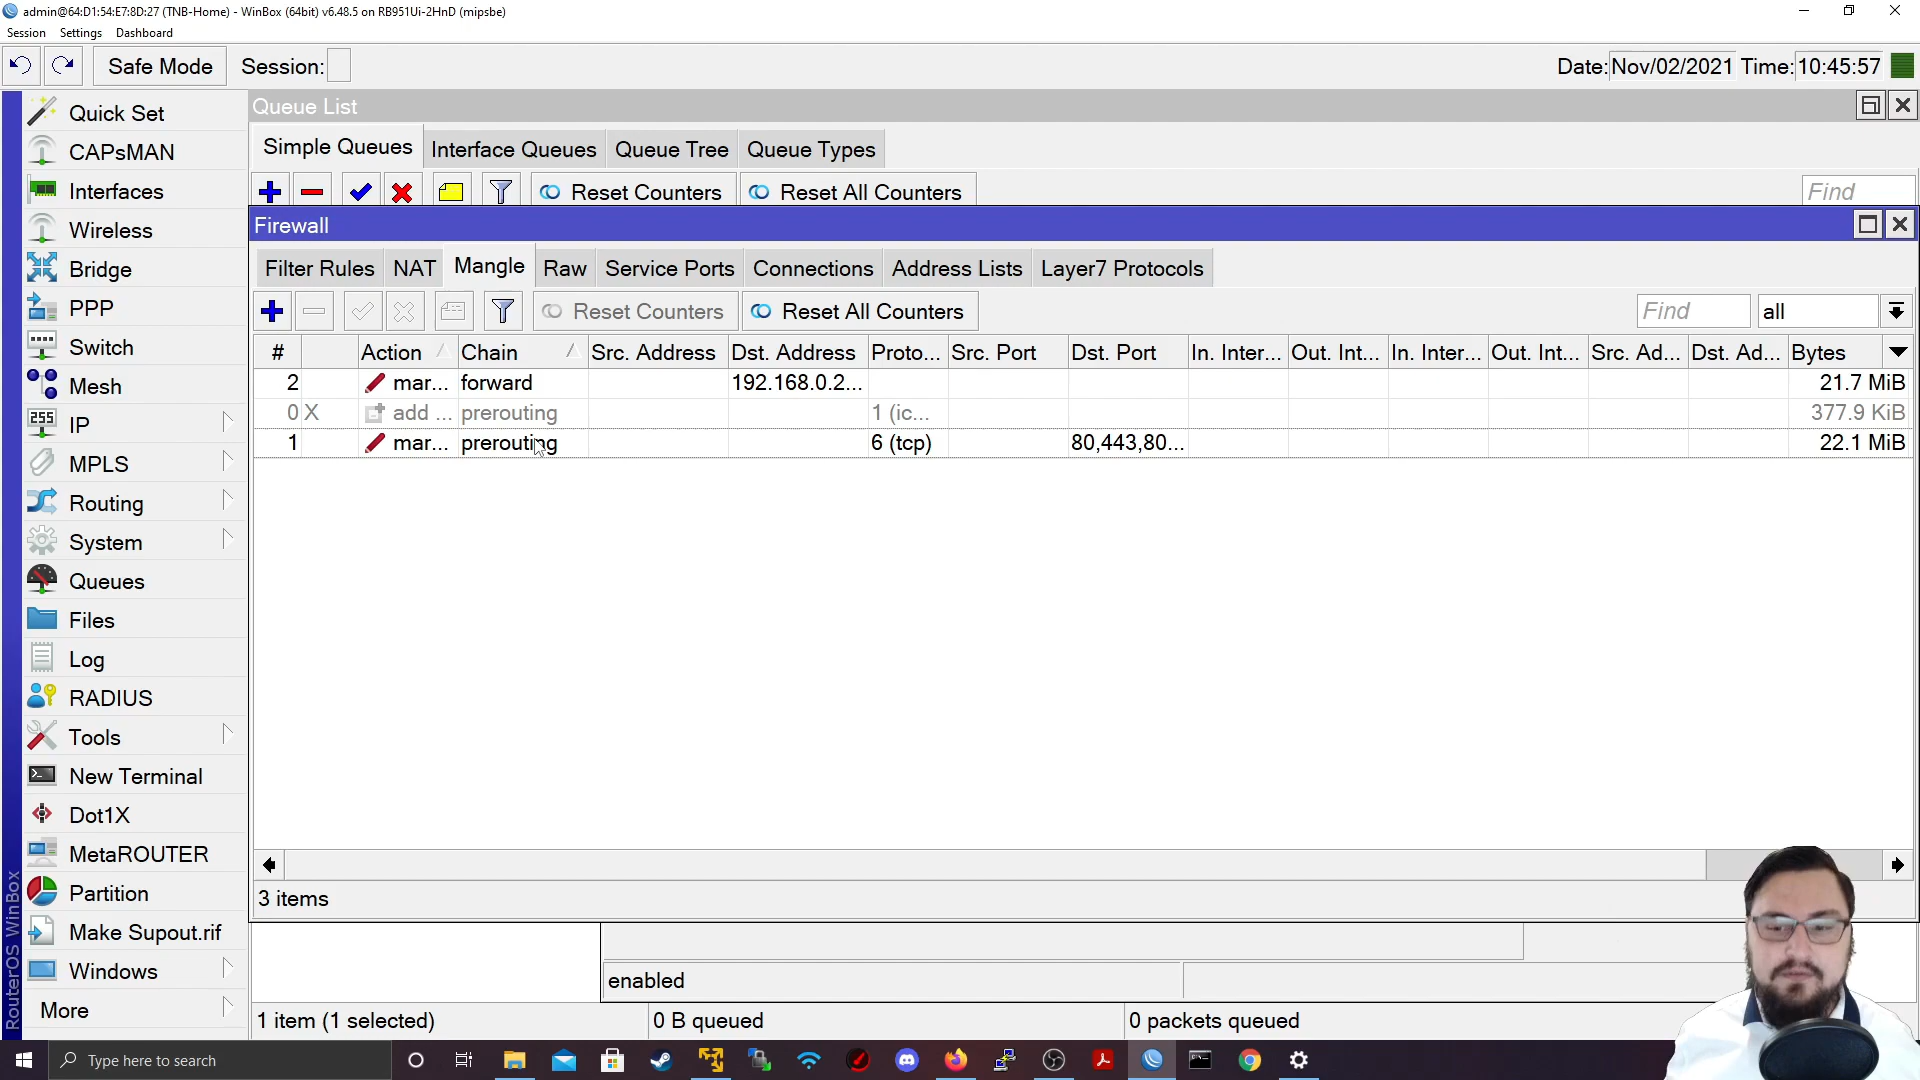 admin@64:D1:54:E7:8D:27 (TNB-Home) - WinBox (64bit) v6.48.5 on RB951Ui-2HnD (mipsbe)
Session Settings Dashboard
Safe Mode Session: Date: Nov/02/2021 Time: 10:45:57
Quick Set
CAPsMAN
Interfaces
Wireless
Bridge
PPP
Switch
Mesh
IP
MPLS
Routing
System
Queues
Files
Log
RADIUS
Tools
New Terminal
Dot1X
MetaROUTER
Partition
Make Supout.rif
Windows
More
RouterOS WinBox
Queue List
Simple Queues Interface Queues Queue Tree Queue Types
Reset Counters Reset All Counters Find
Firewall
Filter Rules NAT Mangle Raw Service Ports Connections Address Lists Layer7 Protocols
Reset Counters Reset All Counters Find all
# Action Chain Src. Address Dst. Address Proto... Src. Port Dst. Port In. Inter... Out. Int... In. Inter... Out. Int... Src. Ad... Dst. Ad... Bytes
2 mar... forward 192.168.0.2... 21.7 MiB
0 X add ... prerouting 1 (ic... 377.9 KiB
1 mar... prerouting 6 (tcp) 80,443,80... 22.1 MiB
3 items
enabled
1 item (1 selected) 0 B queued 0 packets queued
Type here to search